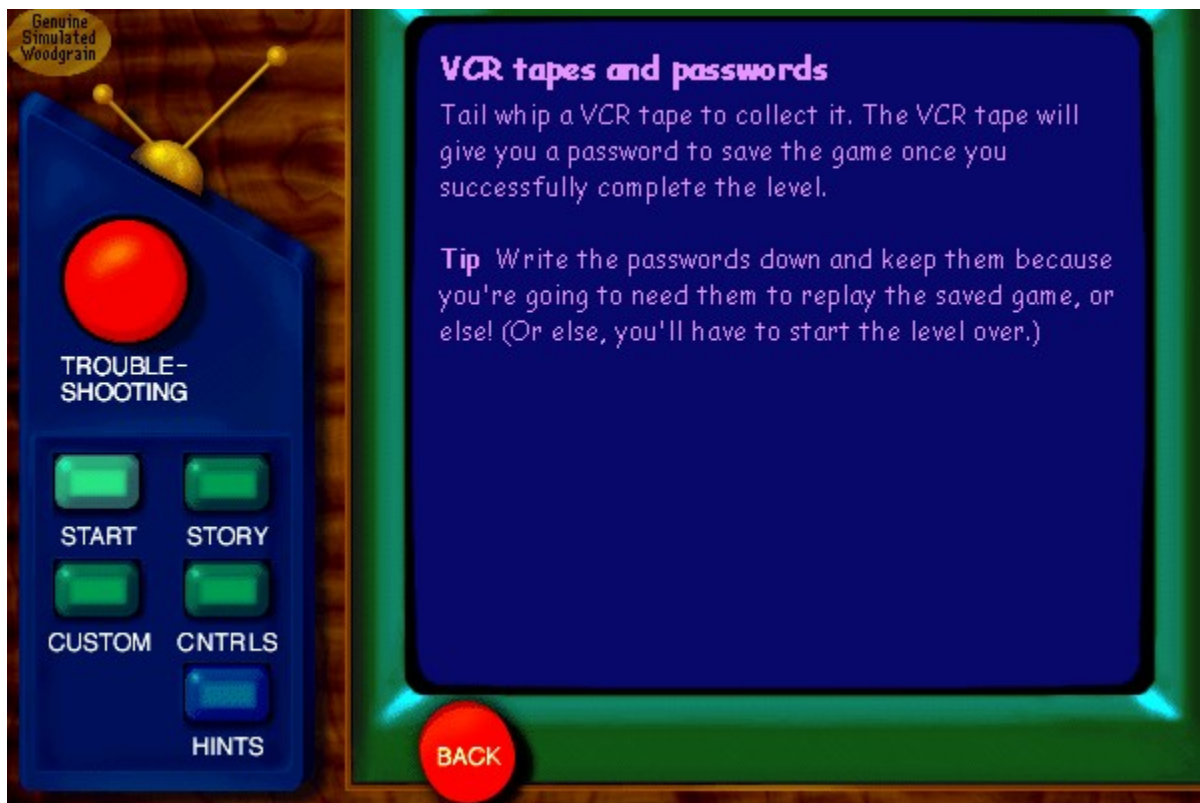 Genuine
Simulated
Woodgrain
TROUBLE-
SHOOTING
START
STORY
CUSTOM
CNTRLS
HINTS
VCR tapes and passwords
Tail whip a VCR tape to collect it. The VCR tape will
give you a password to save the game once you
successfully complete the level.
Tip  Write the passwords down and keep them because
you're going to need them to replay the saved game, or
else! (Or else, you'll have to start the level over.)
BACK